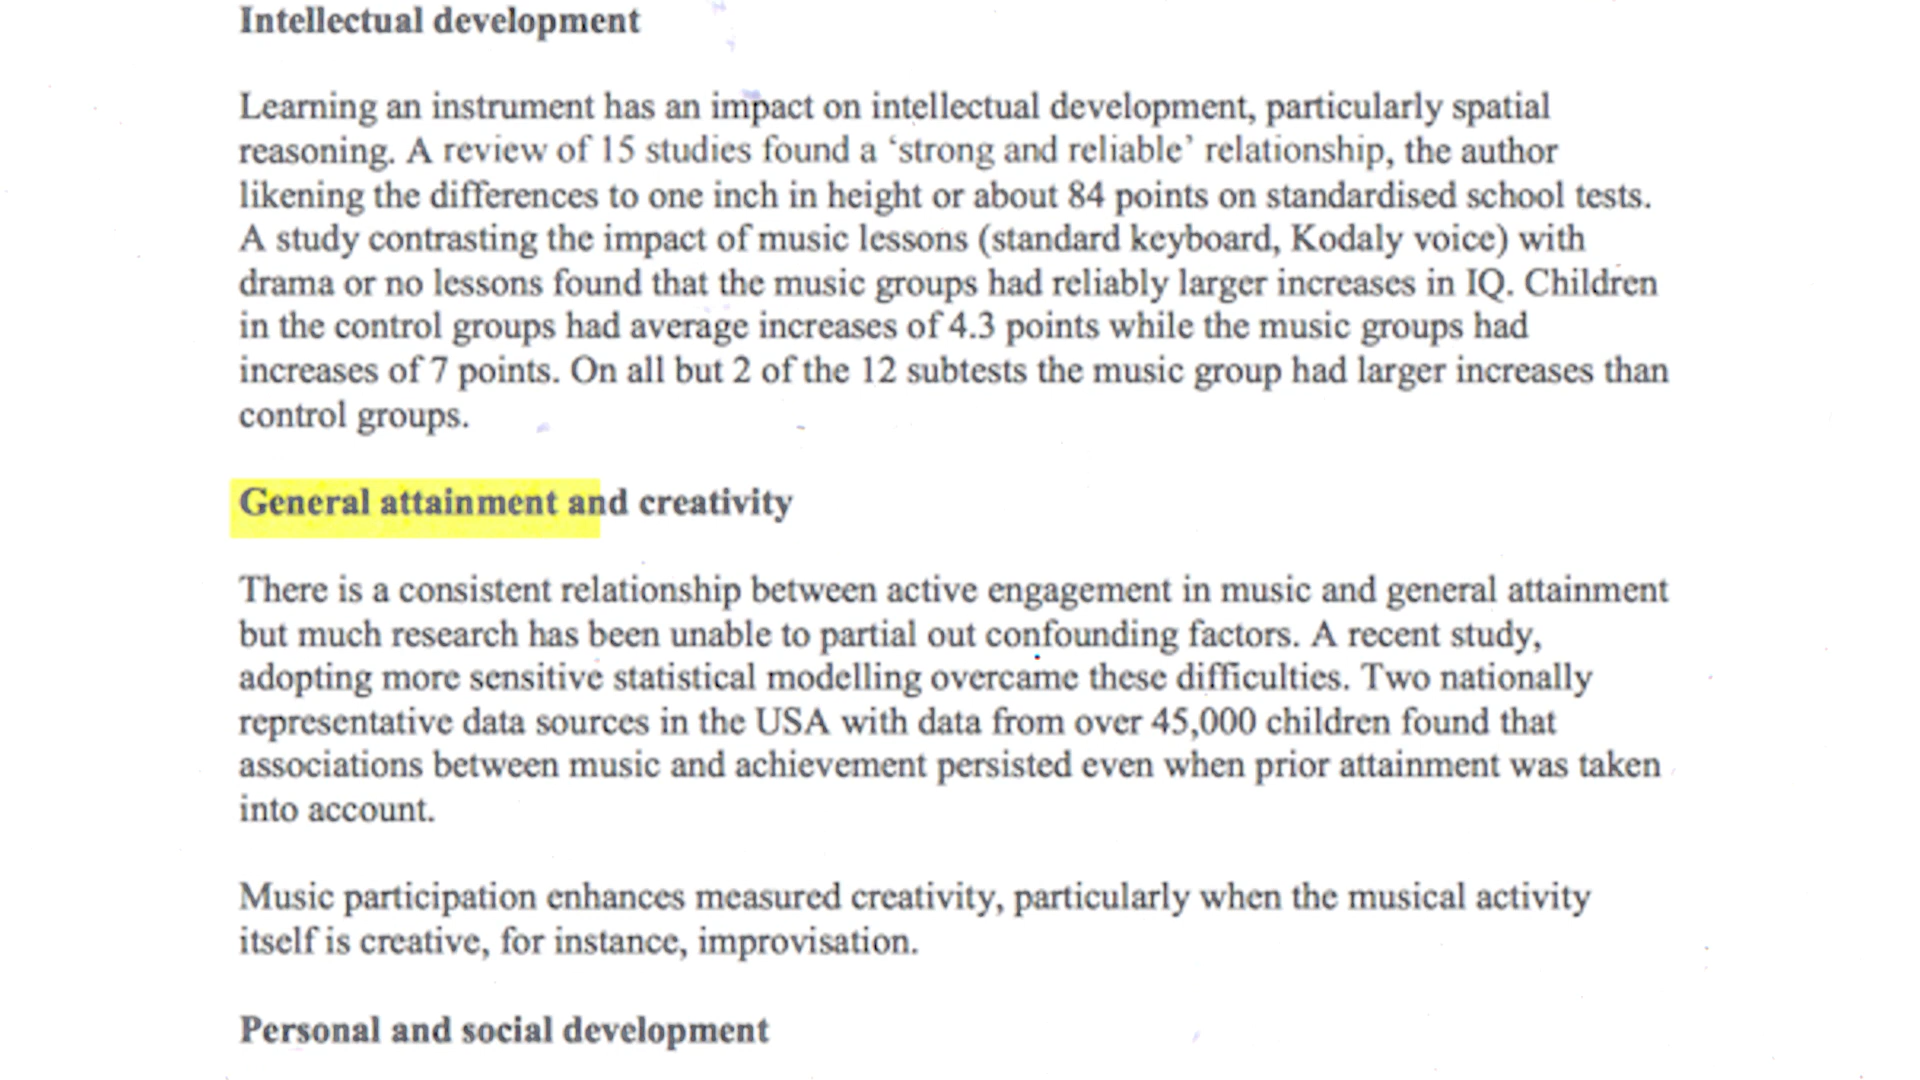 Intellectual development
Learning an instrument has an impact on intellectual development, particularly spatial
reasoning. A review of 15 studies found a ‘strong and reliable’ relationship, the author
likening the differences to one inch in height or about 84 points on standardised school tests.
A study contrasting the impact of music lessons (standard keyboard, Kodaly voice) with
drama or no lessons found that the music groups had reliably larger increases in IQ. Children
in the control groups had average increases of 4.3 points while the music groups had
increases of 7 points. On all but 2 of the 12 subtests the music group had larger increases than
control groups.
General attainment and creativity
There is a consistent relationship between active engagement in music and general attainment
but much research has been unable to partial out confounding factors. A recent study,
adopting more sensitive statistical modelling overcame these difficulties. Two nationally
representative data sources in the USA with data from over 45,000 children found that
associations between music and achievement persisted even when prior attainment was taken
into account.
Music participation enhances measured creativity, particularly when the musical activity
itself is creative, for instance, improvisation.
Personal and social development